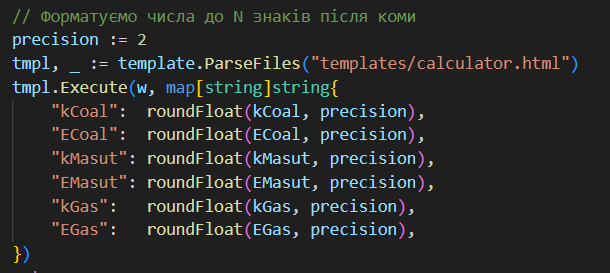 // Форматуємо числа до N знаків після коми
precision := 2
tmpl, _ := template.ParseFiles("templates/calculator.html")
tmpl.Execute(w, map[string]string{
    "kCoal":  roundFloat(kCoal, precision),
    "ECoal":  roundFloat(ECoal, precision),
    "kMasut": roundFloat(kMasut, precision),
    "EMasut": roundFloat(EMasut, precision),
    "kGas":   roundFloat(kGas, precision),
    "EGas":   roundFloat(EGas, precision),
})